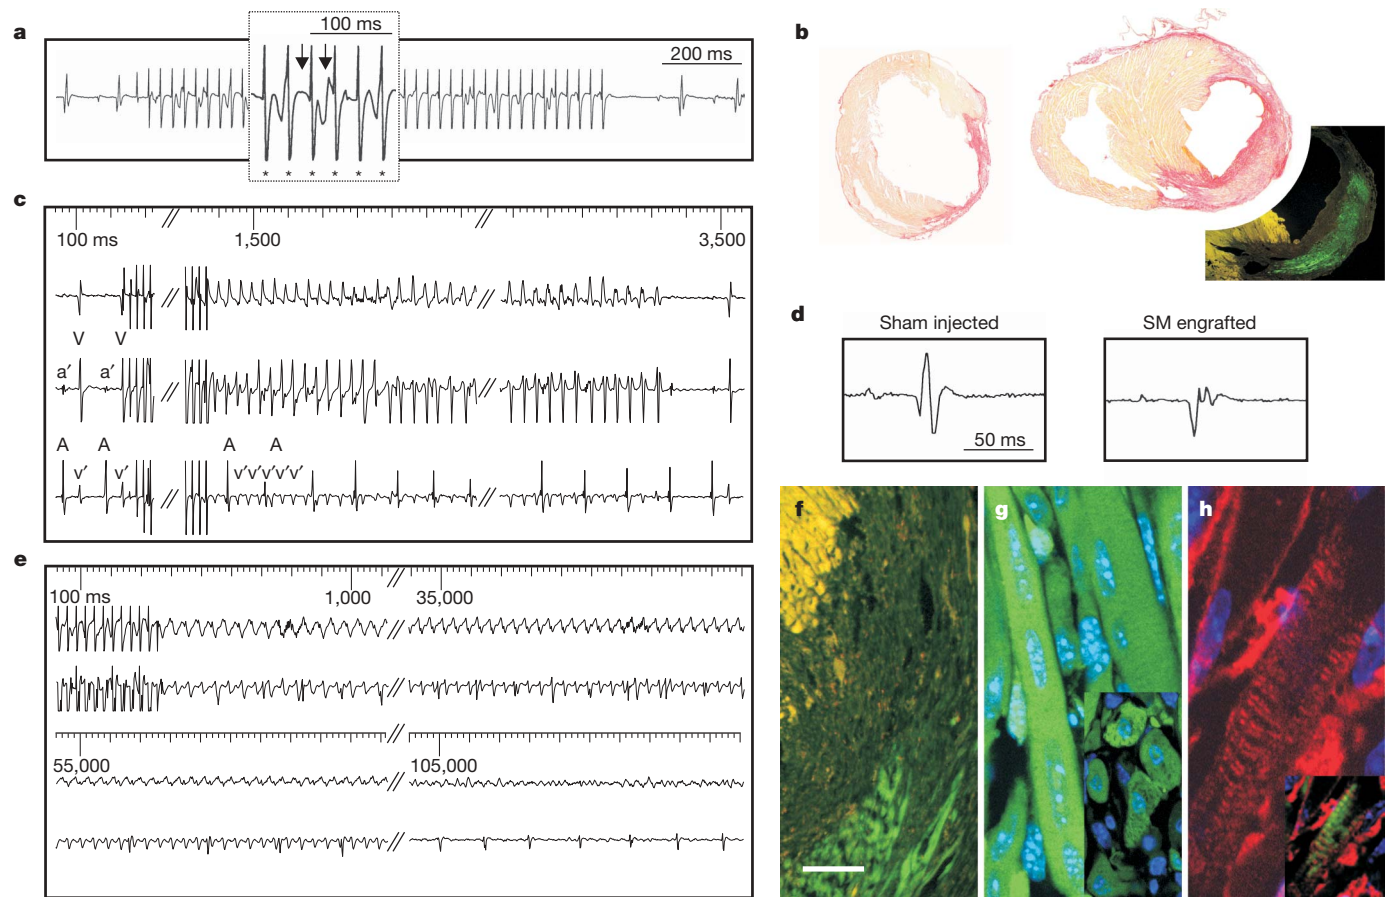 a
100 ms
200 ms
* * * * * *
b
c
100 ms
1,500
3,500
V V
a′ a′
A A A A
v′ v′ v′v′v′v′v′
d
Sham injected
SM engrafted
50 ms
e
100 ms
1,000
35,000
55,000
105,000
f
g
h